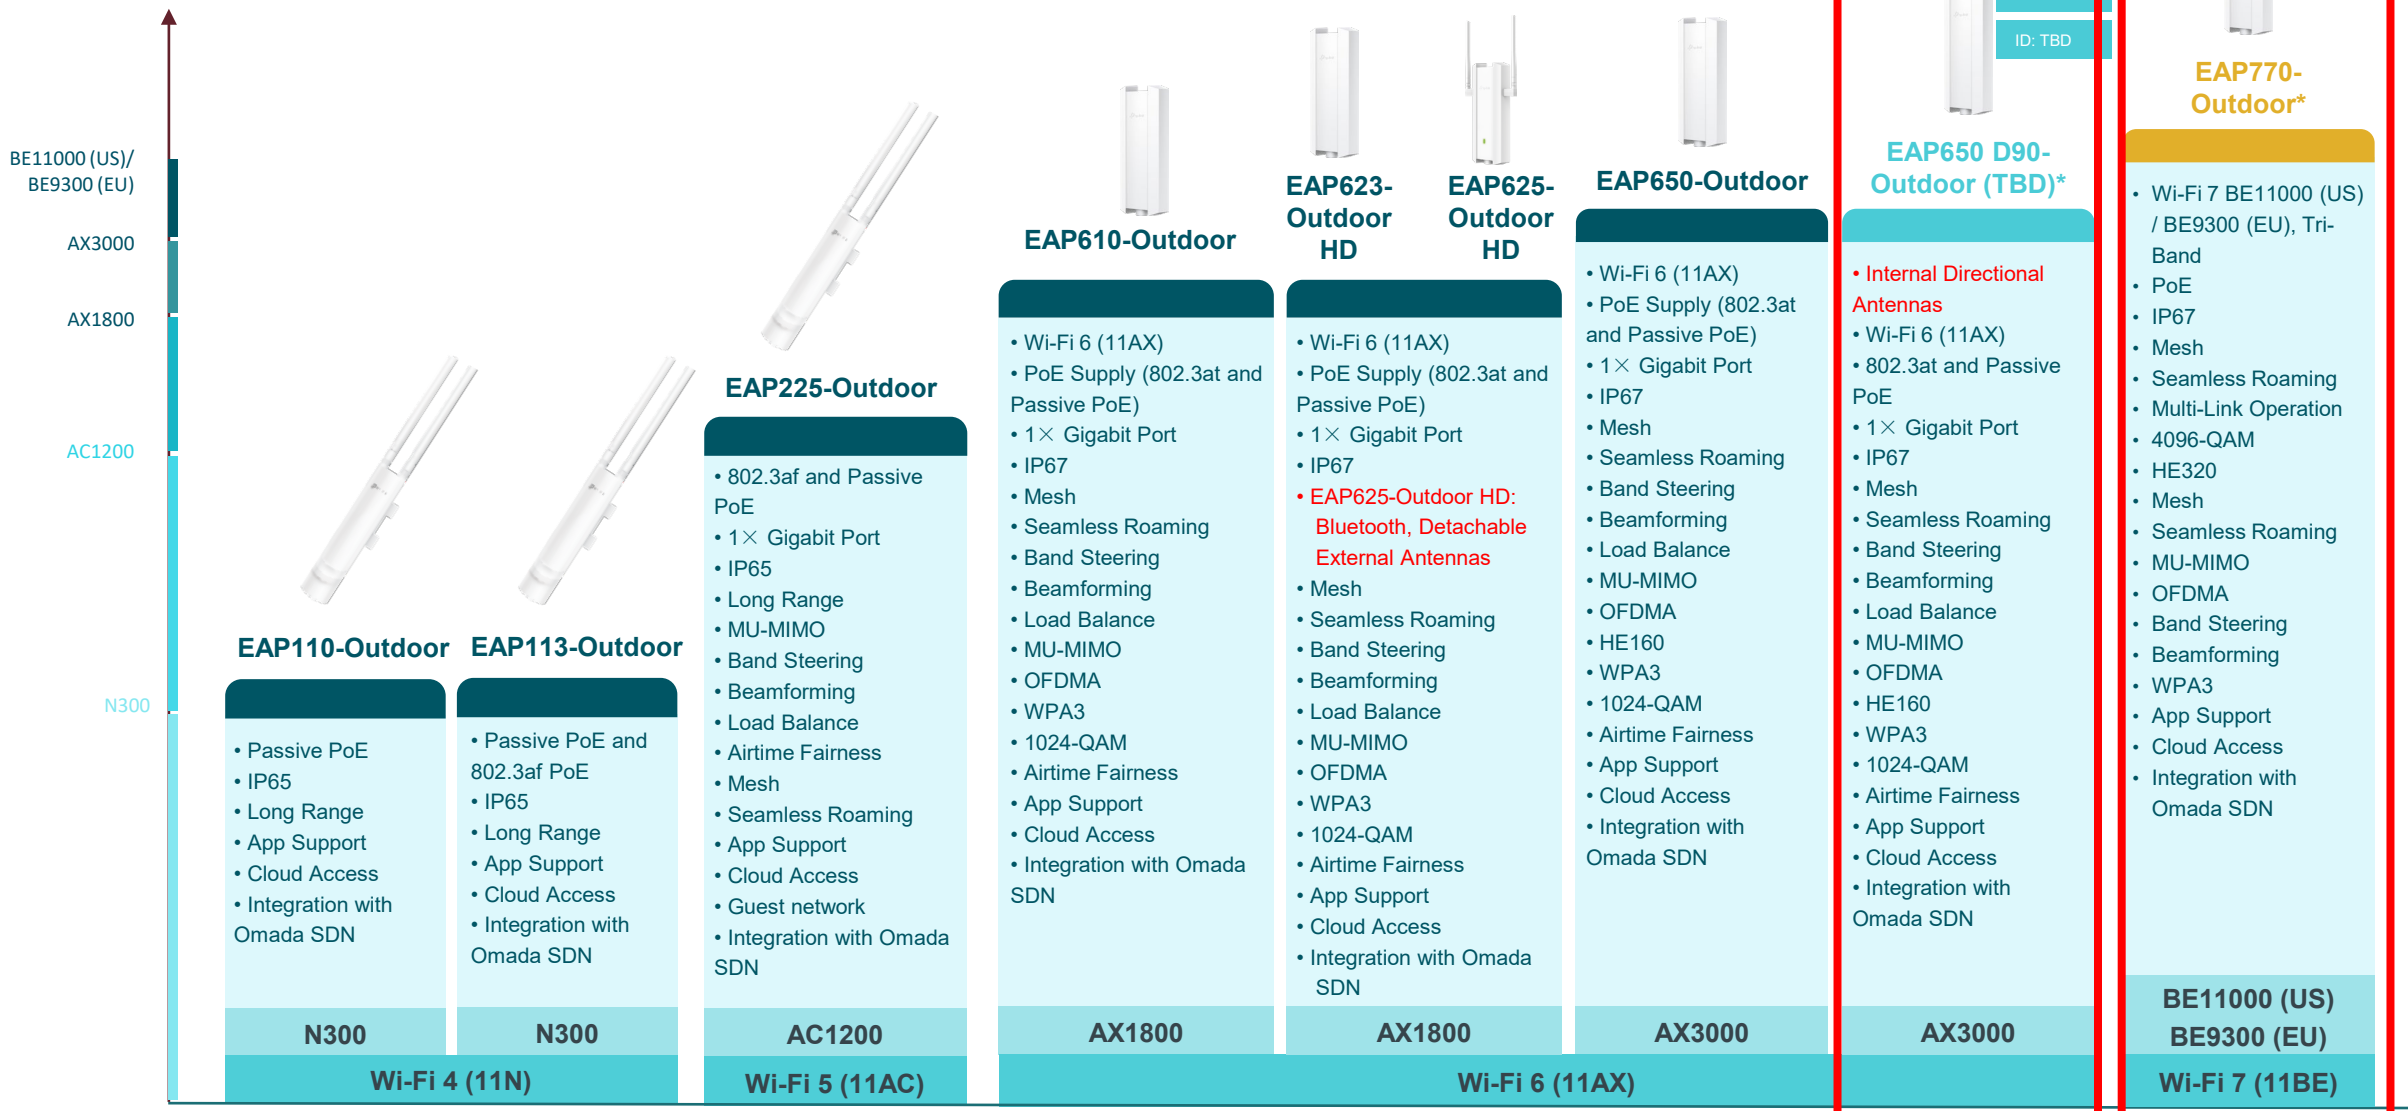 BE11000 (US)/
BE9300 (EU)
AX3000
AX1800
AC1200
N300
EAP110-Outdoor
• Passive PoE
• IP65
• Long Range
• App Support
• Cloud Access
• Integration with
Omada SDN
N300
EAP113-Outdoor
• Passive PoE and
802.3af PoE
• IP65
• Long Range
• App Support
• Cloud Access
• Integration with
Omada SDN
N300
Wi-Fi 4 (11N)
EAP225-Outdoor
• 802.3af and Passive
PoE
• 1× Gigabit Port
• IP65
• Long Range
• MU-MIMO
• Band Steering
• Beamforming
• Load Balance
• Airtime Fairness
• Mesh
• Seamless Roaming
• App Support
• Cloud Access
• Guest network
• Integration with Omada
SDN
AC1200
Wi-Fi 5 (11AC)
EAP610-Outdoor
• Wi-Fi 6 (11AX)
• PoE Supply (802.3at and
Passive PoE)
• 1× Gigabit Port
• IP67
• Mesh
• Seamless Roaming
• Band Steering
• Beamforming
• Load Balance
• MU-MIMO
• OFDMA
• WPA3
• 1024-QAM
• Airtime Fairness
• App Support
• Cloud Access
• Integration with Omada
SDN
AX1800
EAP623-
Outdoor
HD
EAP625-
Outdoor
HD
• Wi-Fi 6 (11AX)
• PoE Supply (802.3at and
Passive PoE)
• 1× Gigabit Port
• IP67
• EAP625-Outdoor HD:
Bluetooth, Detachable
External Antennas
• Mesh
• Seamless Roaming
• Band Steering
• Beamforming
• Load Balance
• MU-MIMO
• OFDMA
• WPA3
• 1024-QAM
• Airtime Fairness
• App Support
• Cloud Access
• Integration with Omada
SDN
AX1800
EAP650-Outdoor
• Wi-Fi 6 (11AX)
• PoE Supply (802.3at
and Passive PoE)
• 1× Gigabit Port
• IP67
• Mesh
• Seamless Roaming
• Band Steering
• Beamforming
• Load Balance
• MU-MIMO
• OFDMA
• HE160
• WPA3
• 1024-QAM
• Airtime Fairness
• App Support
• Cloud Access
• Integration with
Omada SDN
AX3000
ID: TBD
EAP650 D90-
Outdoor (TBD)*
• Internal Directional
Antennas
• Wi-Fi 6 (11AX)
• 802.3at and Passive
PoE
• 1× Gigabit Port
• IP67
• Mesh
• Seamless Roaming
• Band Steering
• Beamforming
• Load Balance
• MU-MIMO
• OFDMA
• HE160
• WPA3
• 1024-QAM
• Airtime Fairness
• App Support
• Cloud Access
• Integration with
Omada SDN
AX3000
Wi-Fi 6 (11AX)
EAP770-
Outdoor*
• Wi-Fi 7 BE11000 (US)
/ BE9300 (EU), Tri-
Band
• PoE
• IP67
• Mesh
• Seamless Roaming
• Multi-Link Operation
• 4096-QAM
• HE320
• Mesh
• Seamless Roaming
• MU-MIMO
• OFDMA
• Band Steering
• Beamforming
• WPA3
• App Support
• Cloud Access
• Integration with
Omada SDN
BE11000 (US)
BE9300 (EU)
Wi-Fi 7 (11BE)